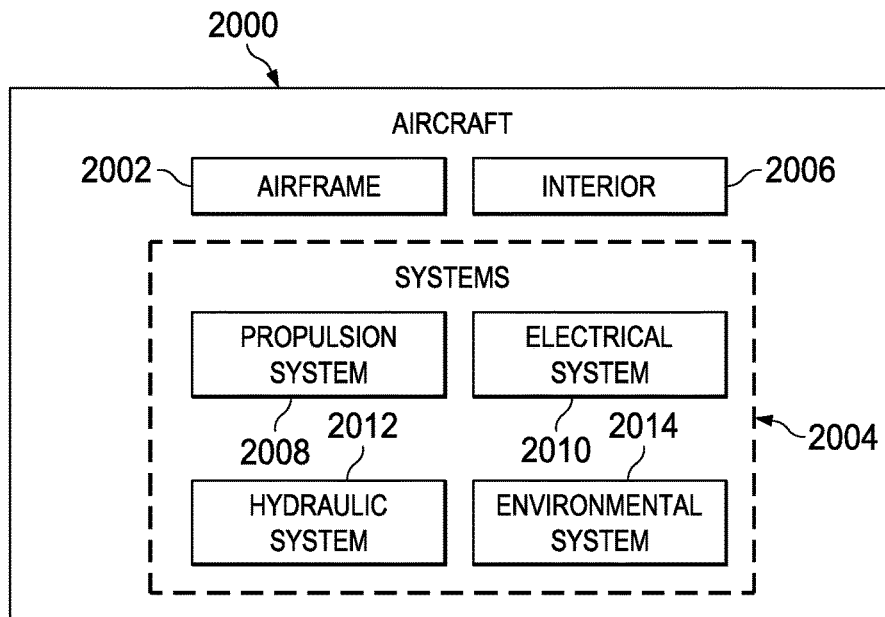 2000
AIRCRAFT
2002
AIRFRAME
INTERIOR
2006
SYSTEMS
PROPULSION
SYSTEM
ELECTRICAL
SYSTEM
2008
2012
2010
2014
2004
HYDRAULIC
SYSTEM
ENVIRONMENTAL
SYSTEM